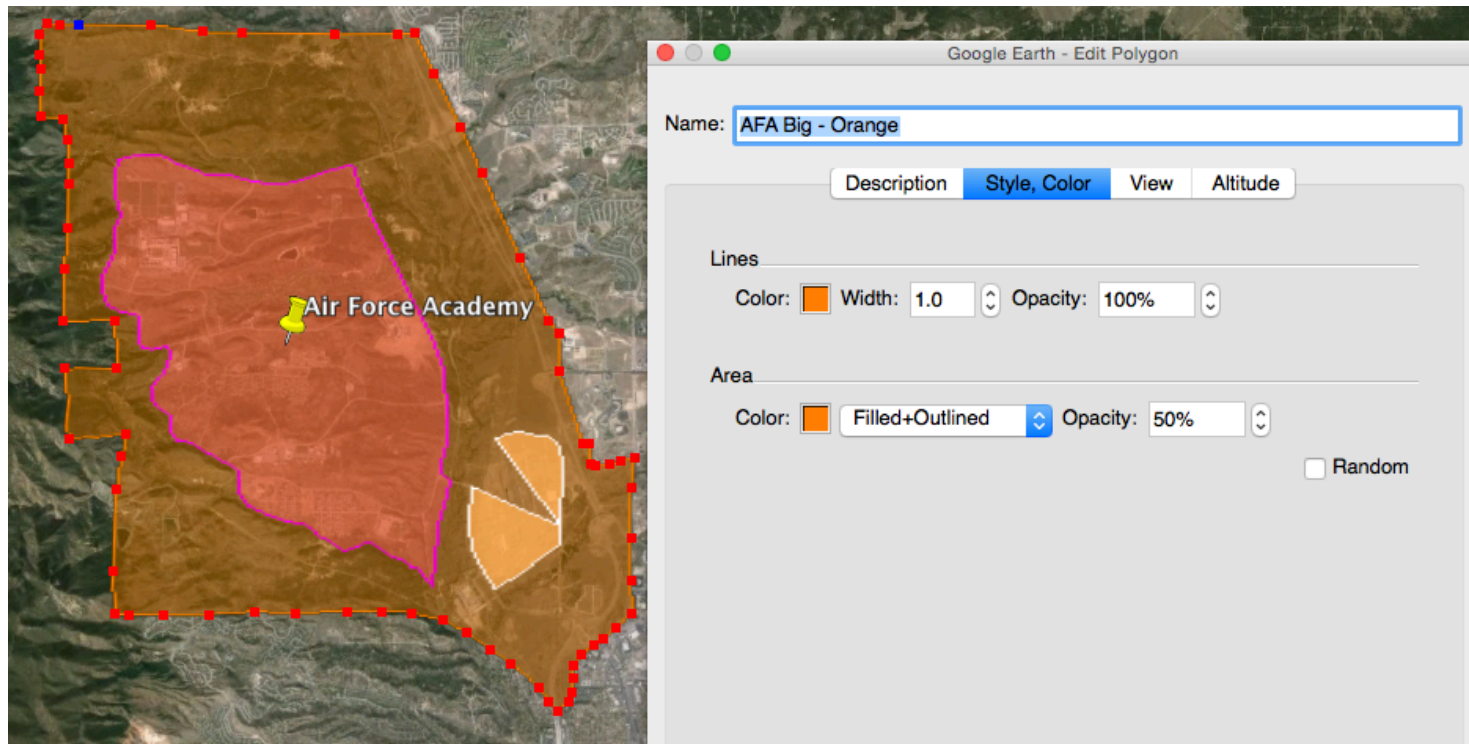 Google Earth - Edit Polygon
Name: AFA Big - Orange
Description Style, Color View Altitude
Lines
Color: Width: 1.0 Opacity: 100%
Air Force Academy
Area
Color: Filled+Outlined Opacity: 50%
Random